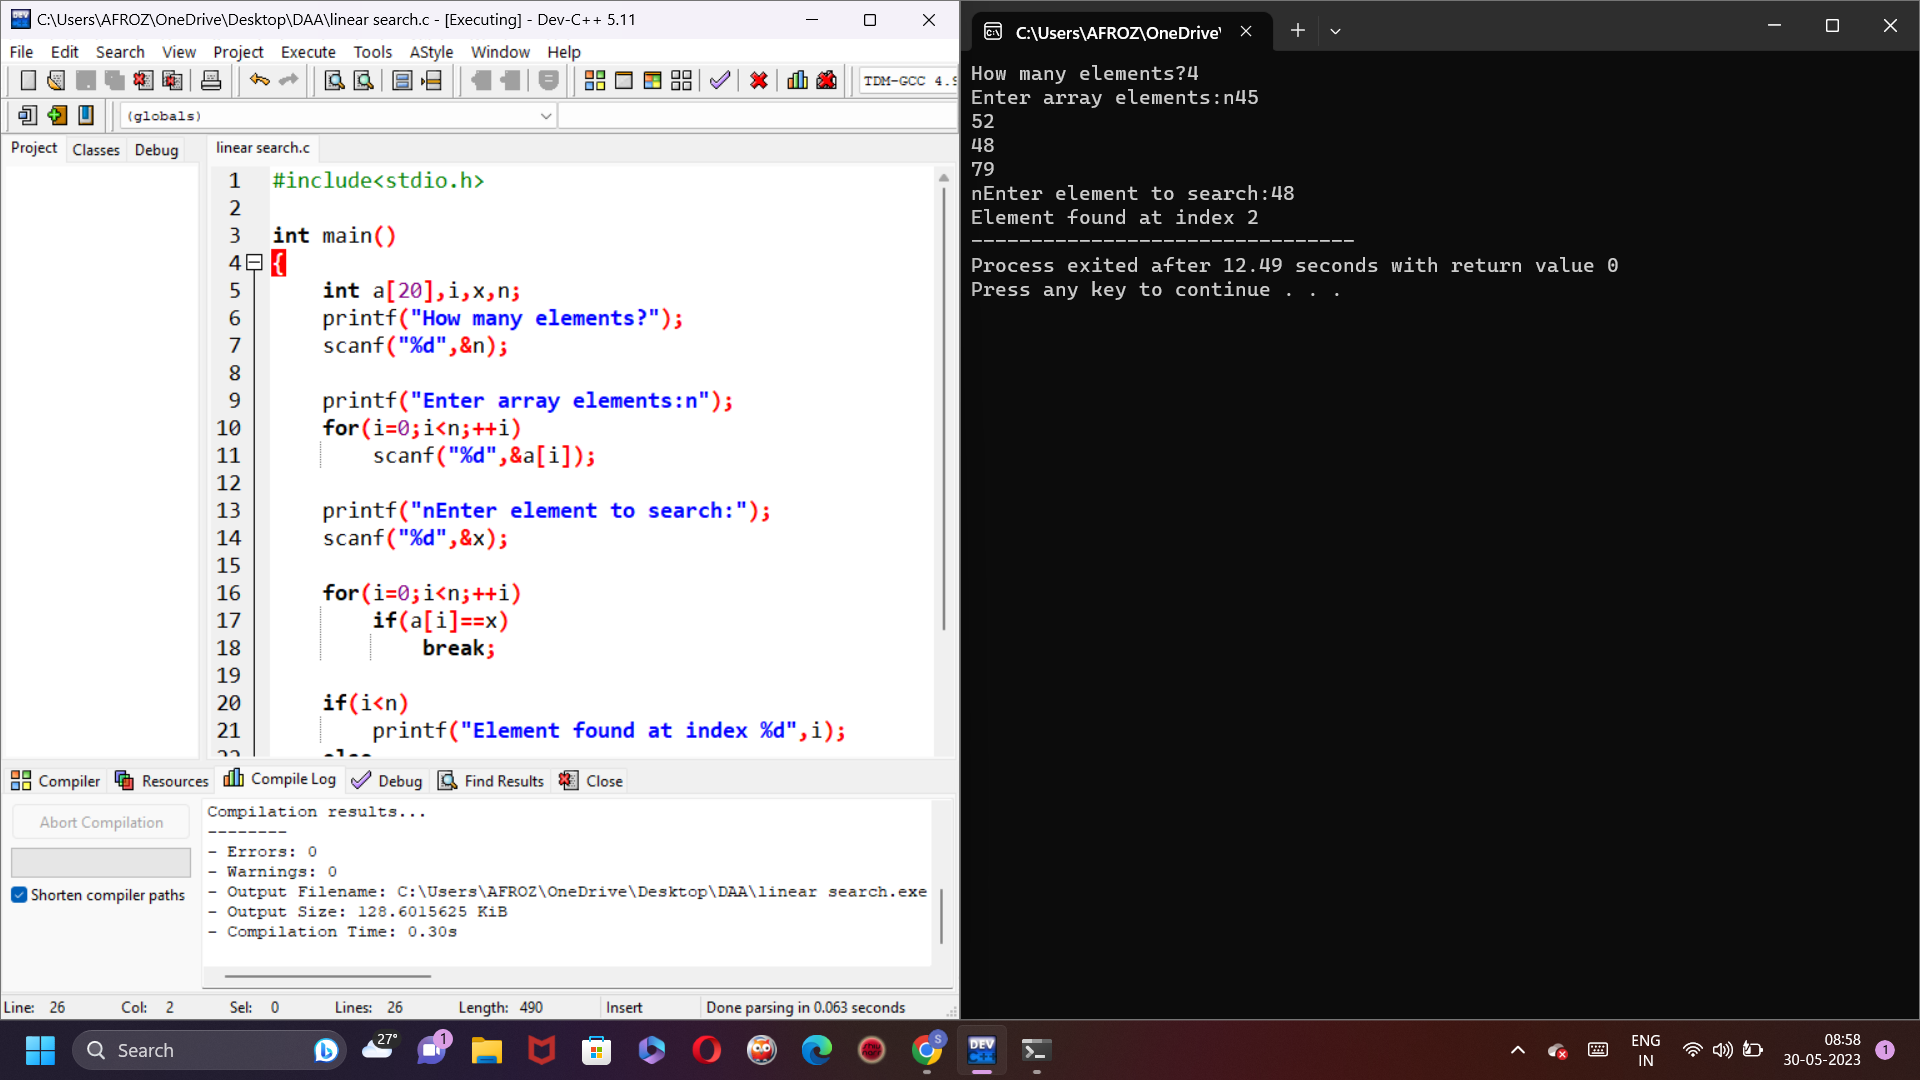 C:\Users\AFROZ\OneDrive\Desktop\DAA\linear search.c - [Executing] - Dev-C++ 5.11
File Edit Search View Project Execute Tools AStyle Window Help
TDM-GCC 4.9
(globals)
Project Classes Debug
linear search.c
1 #include<stdio.h>
2
3 int main()
4 {
5 int a[20],i,x,n;
6 printf("How many elements?");
7 scanf("%d",&n);
8
9 printf("Enter array elements:n");
10 for(i=0;i<n;++i)
11 scanf("%d",&a[i]);
12
13 printf("nEnter element to search:");
14 scanf("%d",&x);
15
16 for(i=0;i<n;++i)
17 if(a[i]==x)
18 break;
19
20 if(i<n)
21 printf("Element found at index %d",i);
22 else
Compiler Resources Compile Log Debug Find Results Close
Abort Compilation
Shorten compiler paths
Compilation results...
--------
- Errors: 0
- Warnings: 0
- Output Filename: C:\Users\AFROZ\OneDrive\Desktop\DAA\linear search.exe
- Output Size: 128.6015625 KiB
- Compilation Time: 0.30s
Line: 26 Col: 2 Sel: 0 Lines: 26 Length: 490 Insert Done parsing in 0.063 seconds
C:\Users\AFROZ\OneDrive\
How many elements?4
Enter array elements:n45
52
48
79
nEnter element to search:48
Element found at index 2
--------------------------------
Process exited after 12.49 seconds with return value 0
Press any key to continue . . .
Search
27°
1
S
DEV
C++
ENG
IN
08:58
30-05-2023
1